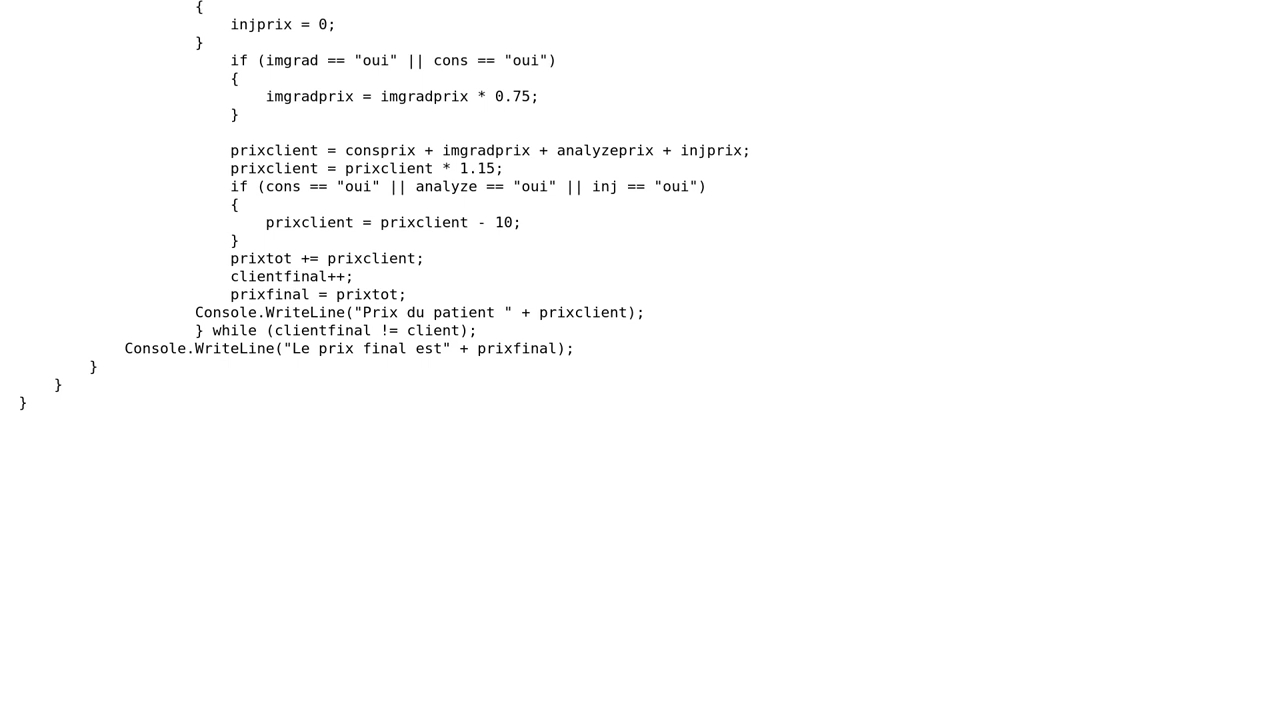 {
injprix = 0;
}
if (imgrad == "oui" || cons == "oui")
{
imgradprix = imgradprix * 0.75;
}
prixclient = consprix + imgradprix + analyzeprix + injprix;
prixclient = prixclient * 1.15;
if (cons == "oui" || analyze == "oui" || inj == "oui")
{
prixclient = prixclient - 10;
}
prixtot += prixclient;
clientfinal++;
prixfinal = prixtot;
Console.WriteLine("Prix du patient " + prixclient);
} while (clientfinal != client);
Console.WriteLine("Le prix final est" + prixfinal);
}
}
}